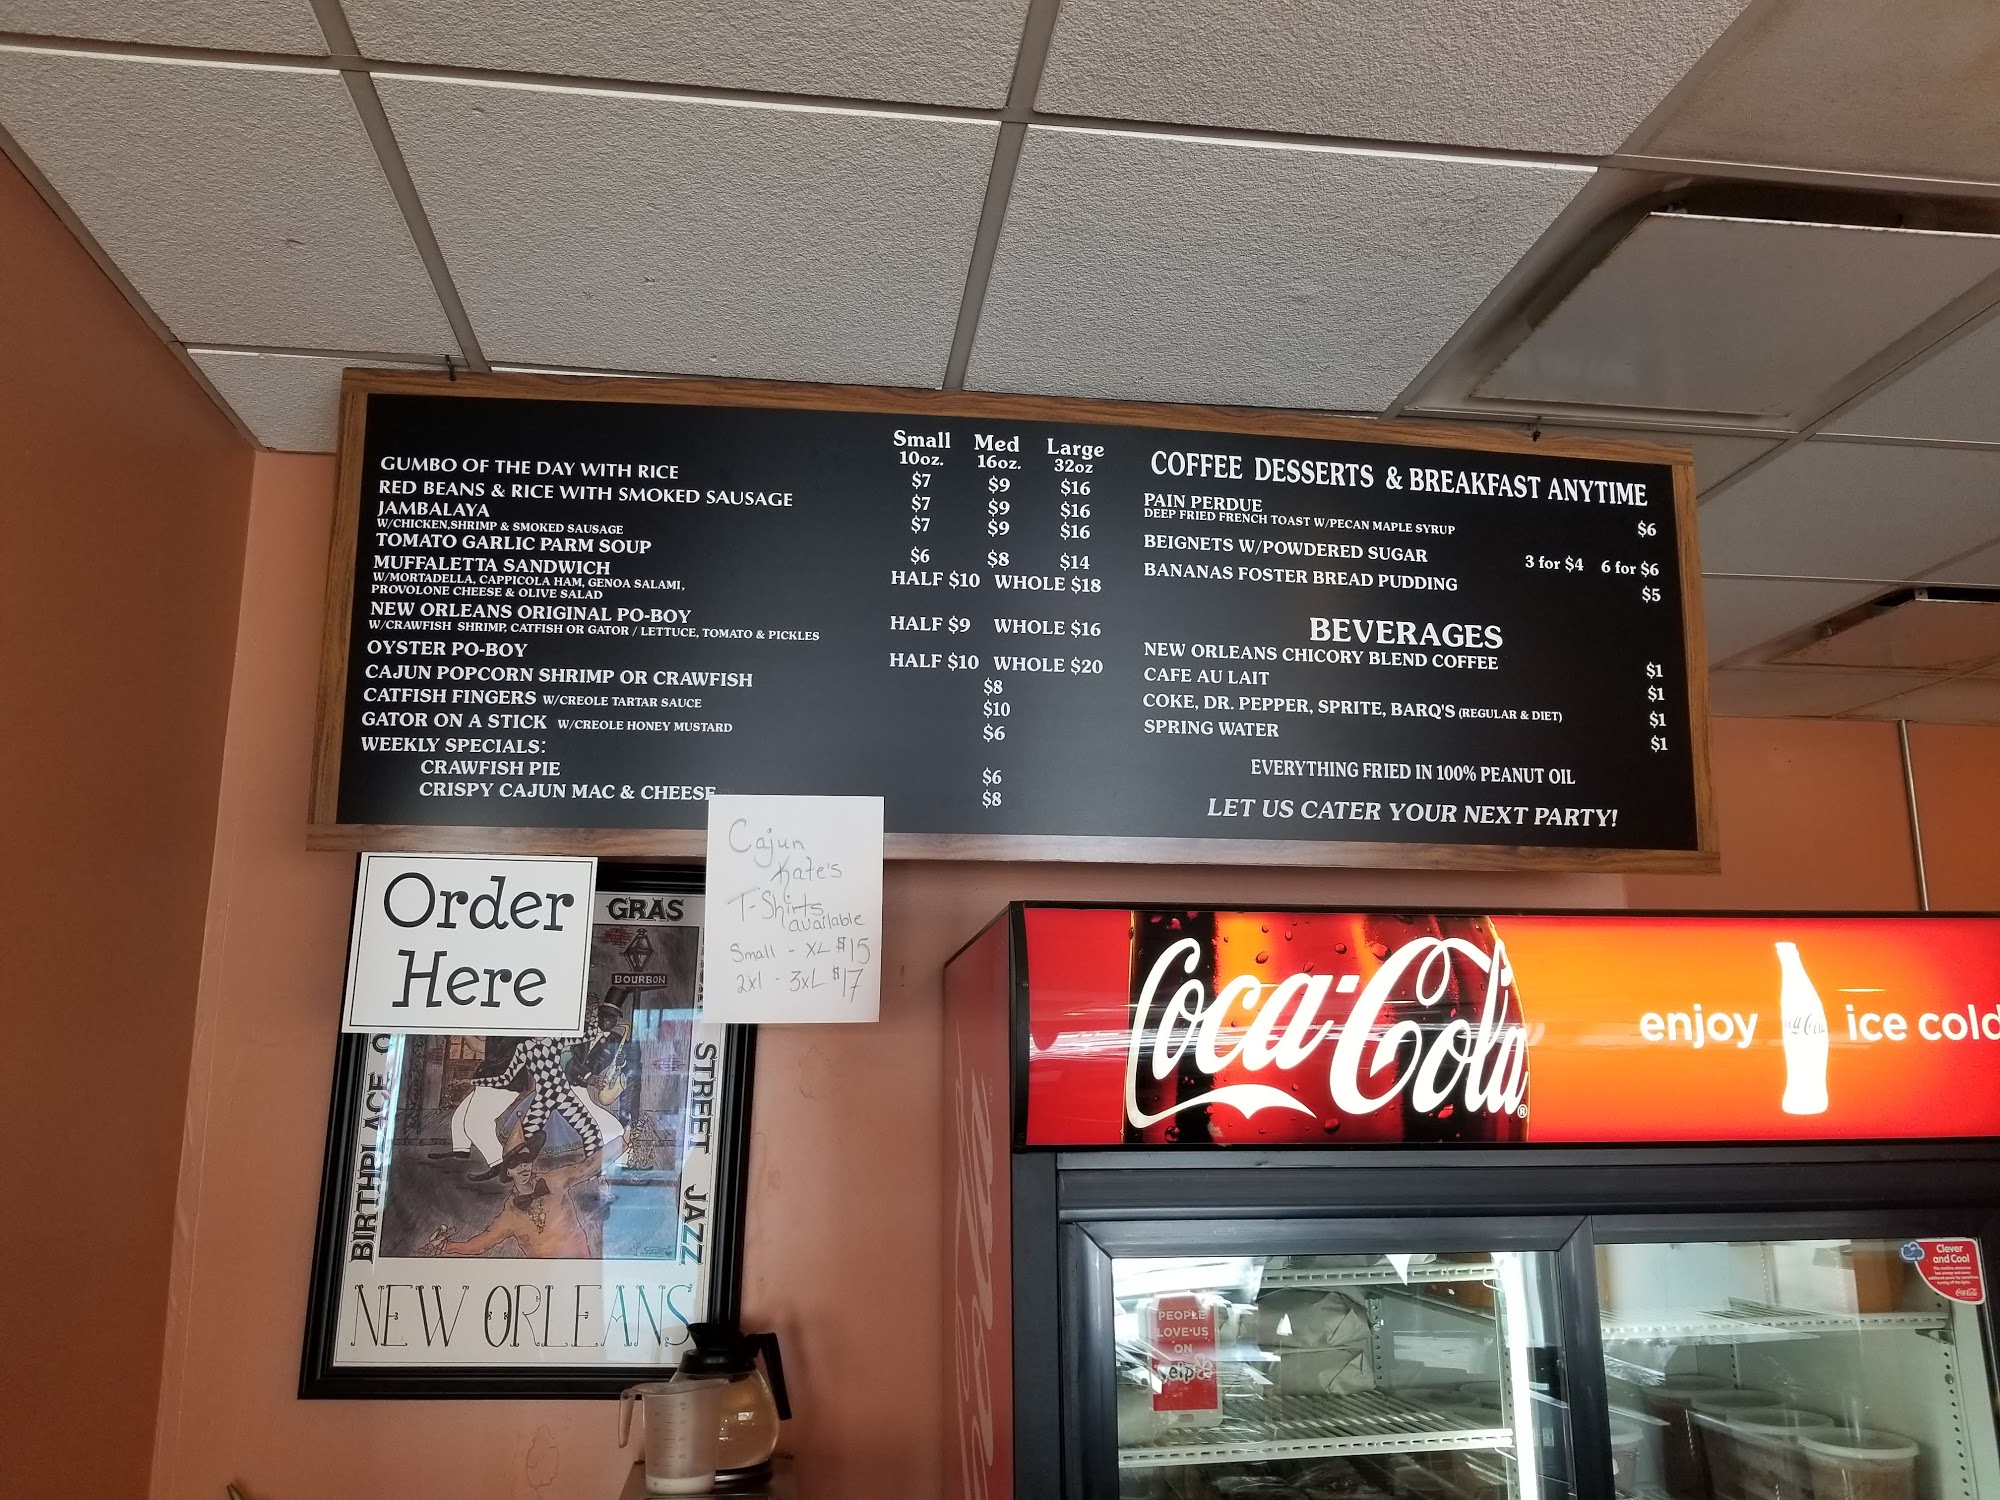 Small Med Large
10oz. 16oz. 32oz
GUMBO OF THE DAY WITH RICE $7 $9 $16
RED BEANS & RICE WITH SMOKED SAUSAGE $7 $9 $16
JAMBALAYA $7 $9 $16
W/CHICKEN,SHRIMP & SMOKED SAUSAGE
TOMATO GARLIC PARM SOUP $6 $8 $14
MUFFALETTA SANDWICH HALF $10 WHOLE $18
W/MORTADELLA, CAPPICOLA HAM, GENOA SALAMI,
PROVOLONE CHEESE & OLIVE SALAD
NEW ORLEANS ORIGINAL PO-BOY HALF $9 WHOLE $16
W/CRAWFISH SHRIMP, CATFISH OR GATOR / LETTUCE, TOMATO & PICKLES
OYSTER PO-BOY HALF $10 WHOLE $20
CAJUN POPCORN SHRIMP OR CRAWFISH $8
CATFISH FINGERS W/CREOLE TARTAR SAUCE $10
GATOR ON A STICK W/CREOLE HONEY MUSTARD $6
WEEKLY SPECIALS:
CRAWFISH PIE $6
CRISPY CAJUN MAC & CHEESE $8
COFFEE DESSERTS & BREAKFAST ANYTIME
PAIN PERDUE $6
DEEP FRIED FRENCH TOAST W/PECAN MAPLE SYRUP
BEIGNETS W/POWDERED SUGAR 3 for $4 6 for $6
BANANAS FOSTER BREAD PUDDING $5
BEVERAGES
NEW ORLEANS CHICORY BLEND COFFEE $1
CAFE AU LAIT $1
COKE, DR. PEPPER, SPRITE, BARQ'S (REGULAR & DIET) $1
SPRING WATER $1
EVERYTHING FRIED IN 100% PEANUT OIL
LET US CATER YOUR NEXT PARTY!
Order
Here
Cajun
Kate's
T-Shirts
available
Small - XL $15
2xl - 3xL $17
GRAS
BOURBON
BIRTHPLACE O
STREET JAZZ
NEW ORLEANS
Coca-Cola
enjoy ice cold
PEOPLE
LOVE US
ON
yelp
Clever
and Cool
Coca-Cola